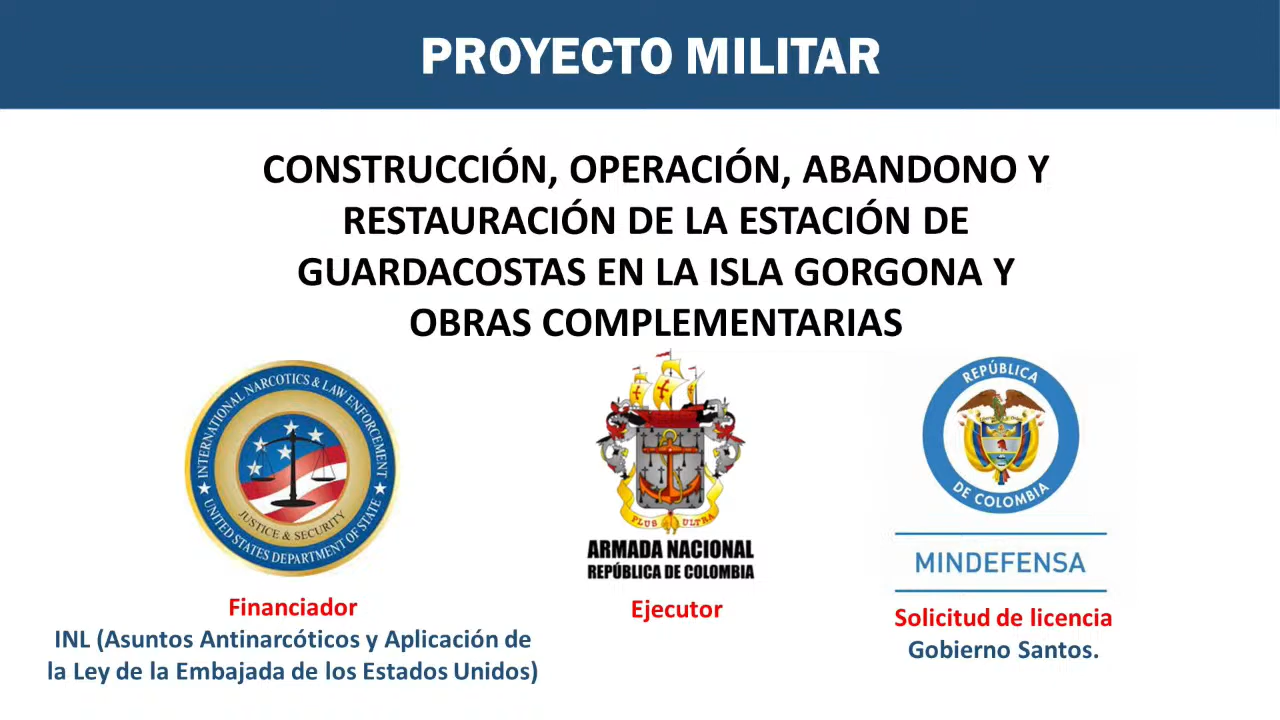 PROYECTO MILITAR
CONSTRUCCIÓN, OPERACIÓN, ABANDONO Y
RESTAURACIÓN DE LA ESTACIÓN DE
GUARDACOSTAS EN LA ISLA GORGONA Y
OBRAS COMPLEMENTARIAS
INTERNATIONAL NARCOTICS & LAW ENFORCEMENT
JUSTICE & SECURITY
UNITED STATES DEPARTMENT OF STATE
Financiador
INL (Asuntos Antinarcóticos y Aplicación de
la Ley de la Embajada de los Estados Unidos)
PLUS ULTRA
ARMADA NACIONAL
REPÚBLICA DE COLOMBIA
Ejecutor
REPÚBLICA
DE COLOMBIA
MINDEFENSA
Solicitud de licencia
Gobierno Santos.